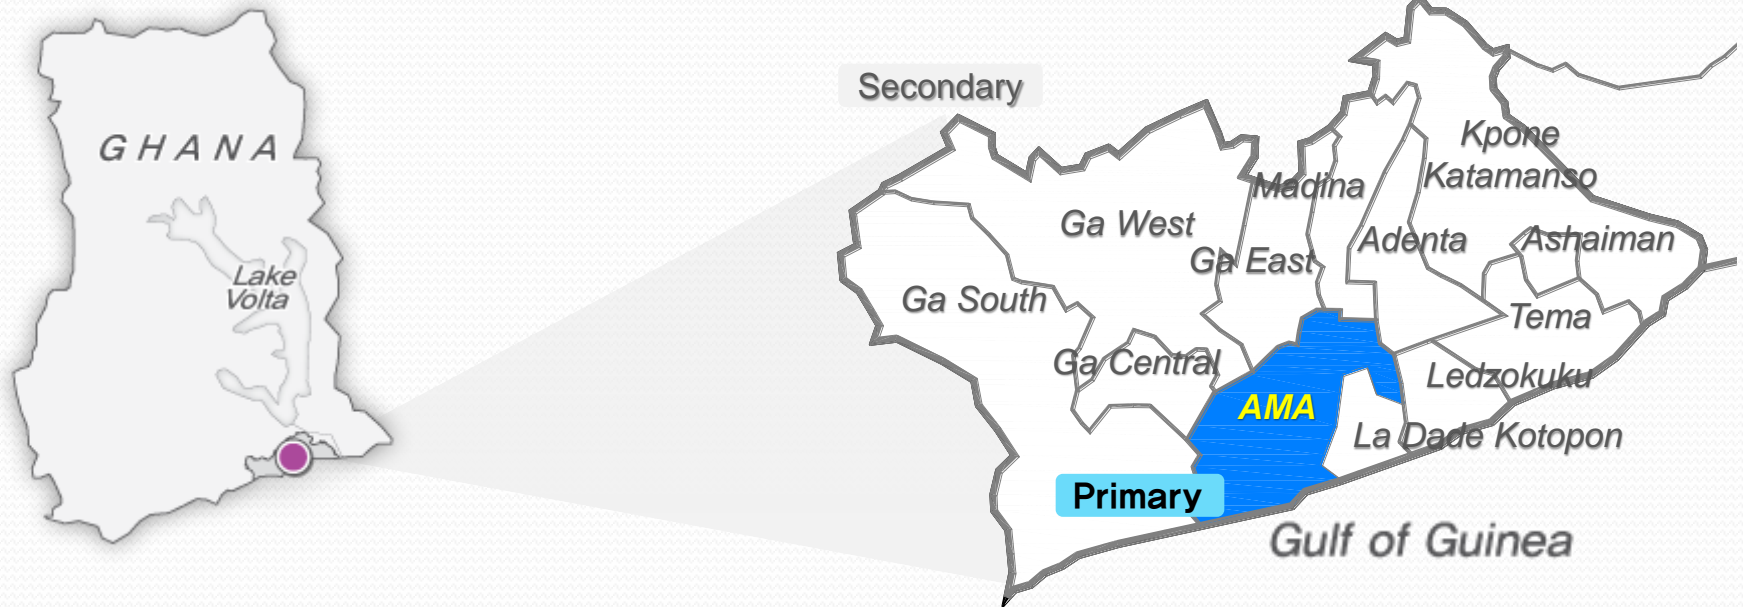 GHANA
Lake
Volta
Secondary
Kpone
Katamanso
Madina
Ga West
Adenta
Ashaiman
Ga East
Ga South
Tema
Ga Central
Ledzokuku
AMA
La Dade Kotopon
Primary
Gulf of Guinea